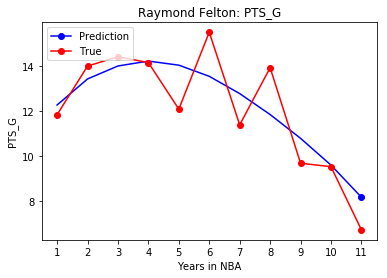 Raymond Felton: PTS_G
Prediction
True
PTS_G
14
12
10
8
1 2 3 4 5 6 7 8 9 10 11
Years in NBA